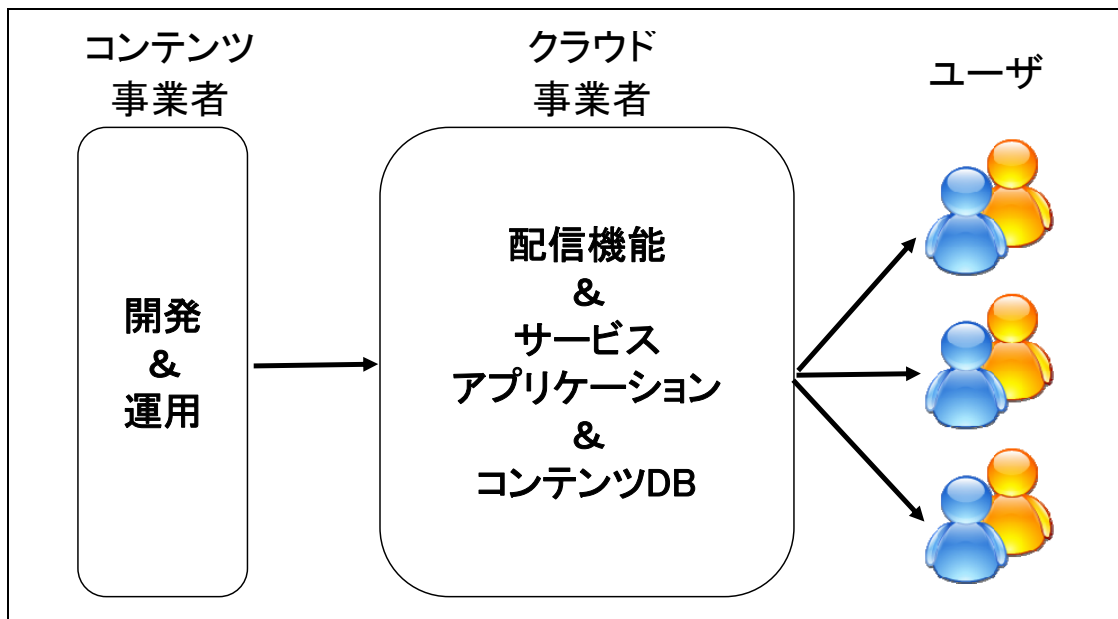 コンテンツ
事業者
クラウド
事業者
ユーザ
開発
&
運用
配信機能
&
サービス
アプリケーション
&
コンテンツDB